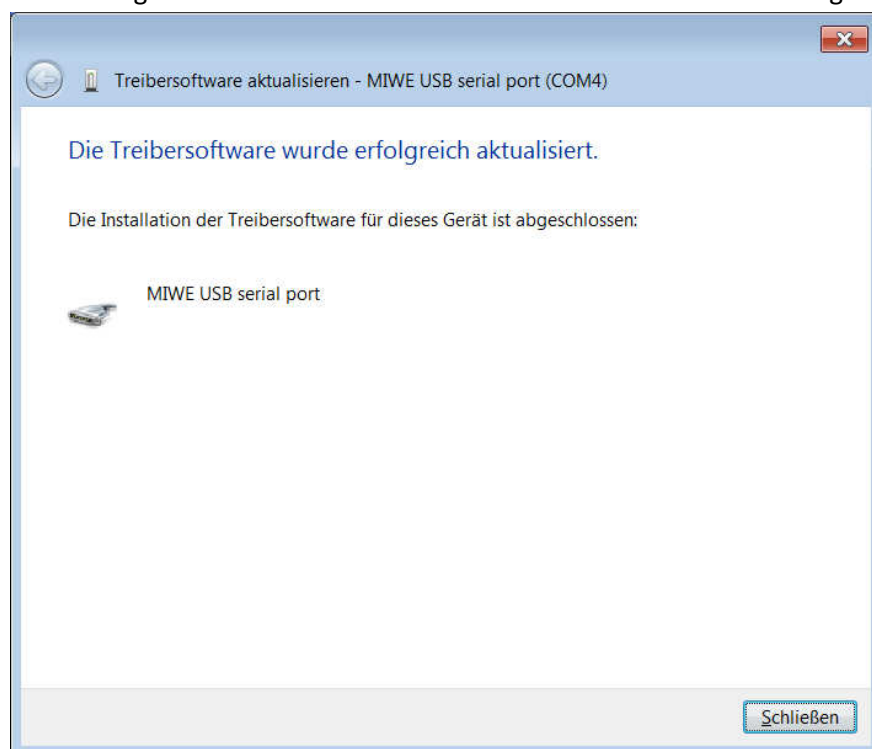 Treibersoftware aktualisieren - MIWE USB serial port (COM4)
Die Treibersoftware wurde erfolgreich aktualisiert.
Die Installation der Treibersoftware für dieses Gerät ist abgeschlossen:
MIWE USB serial port
Schließen